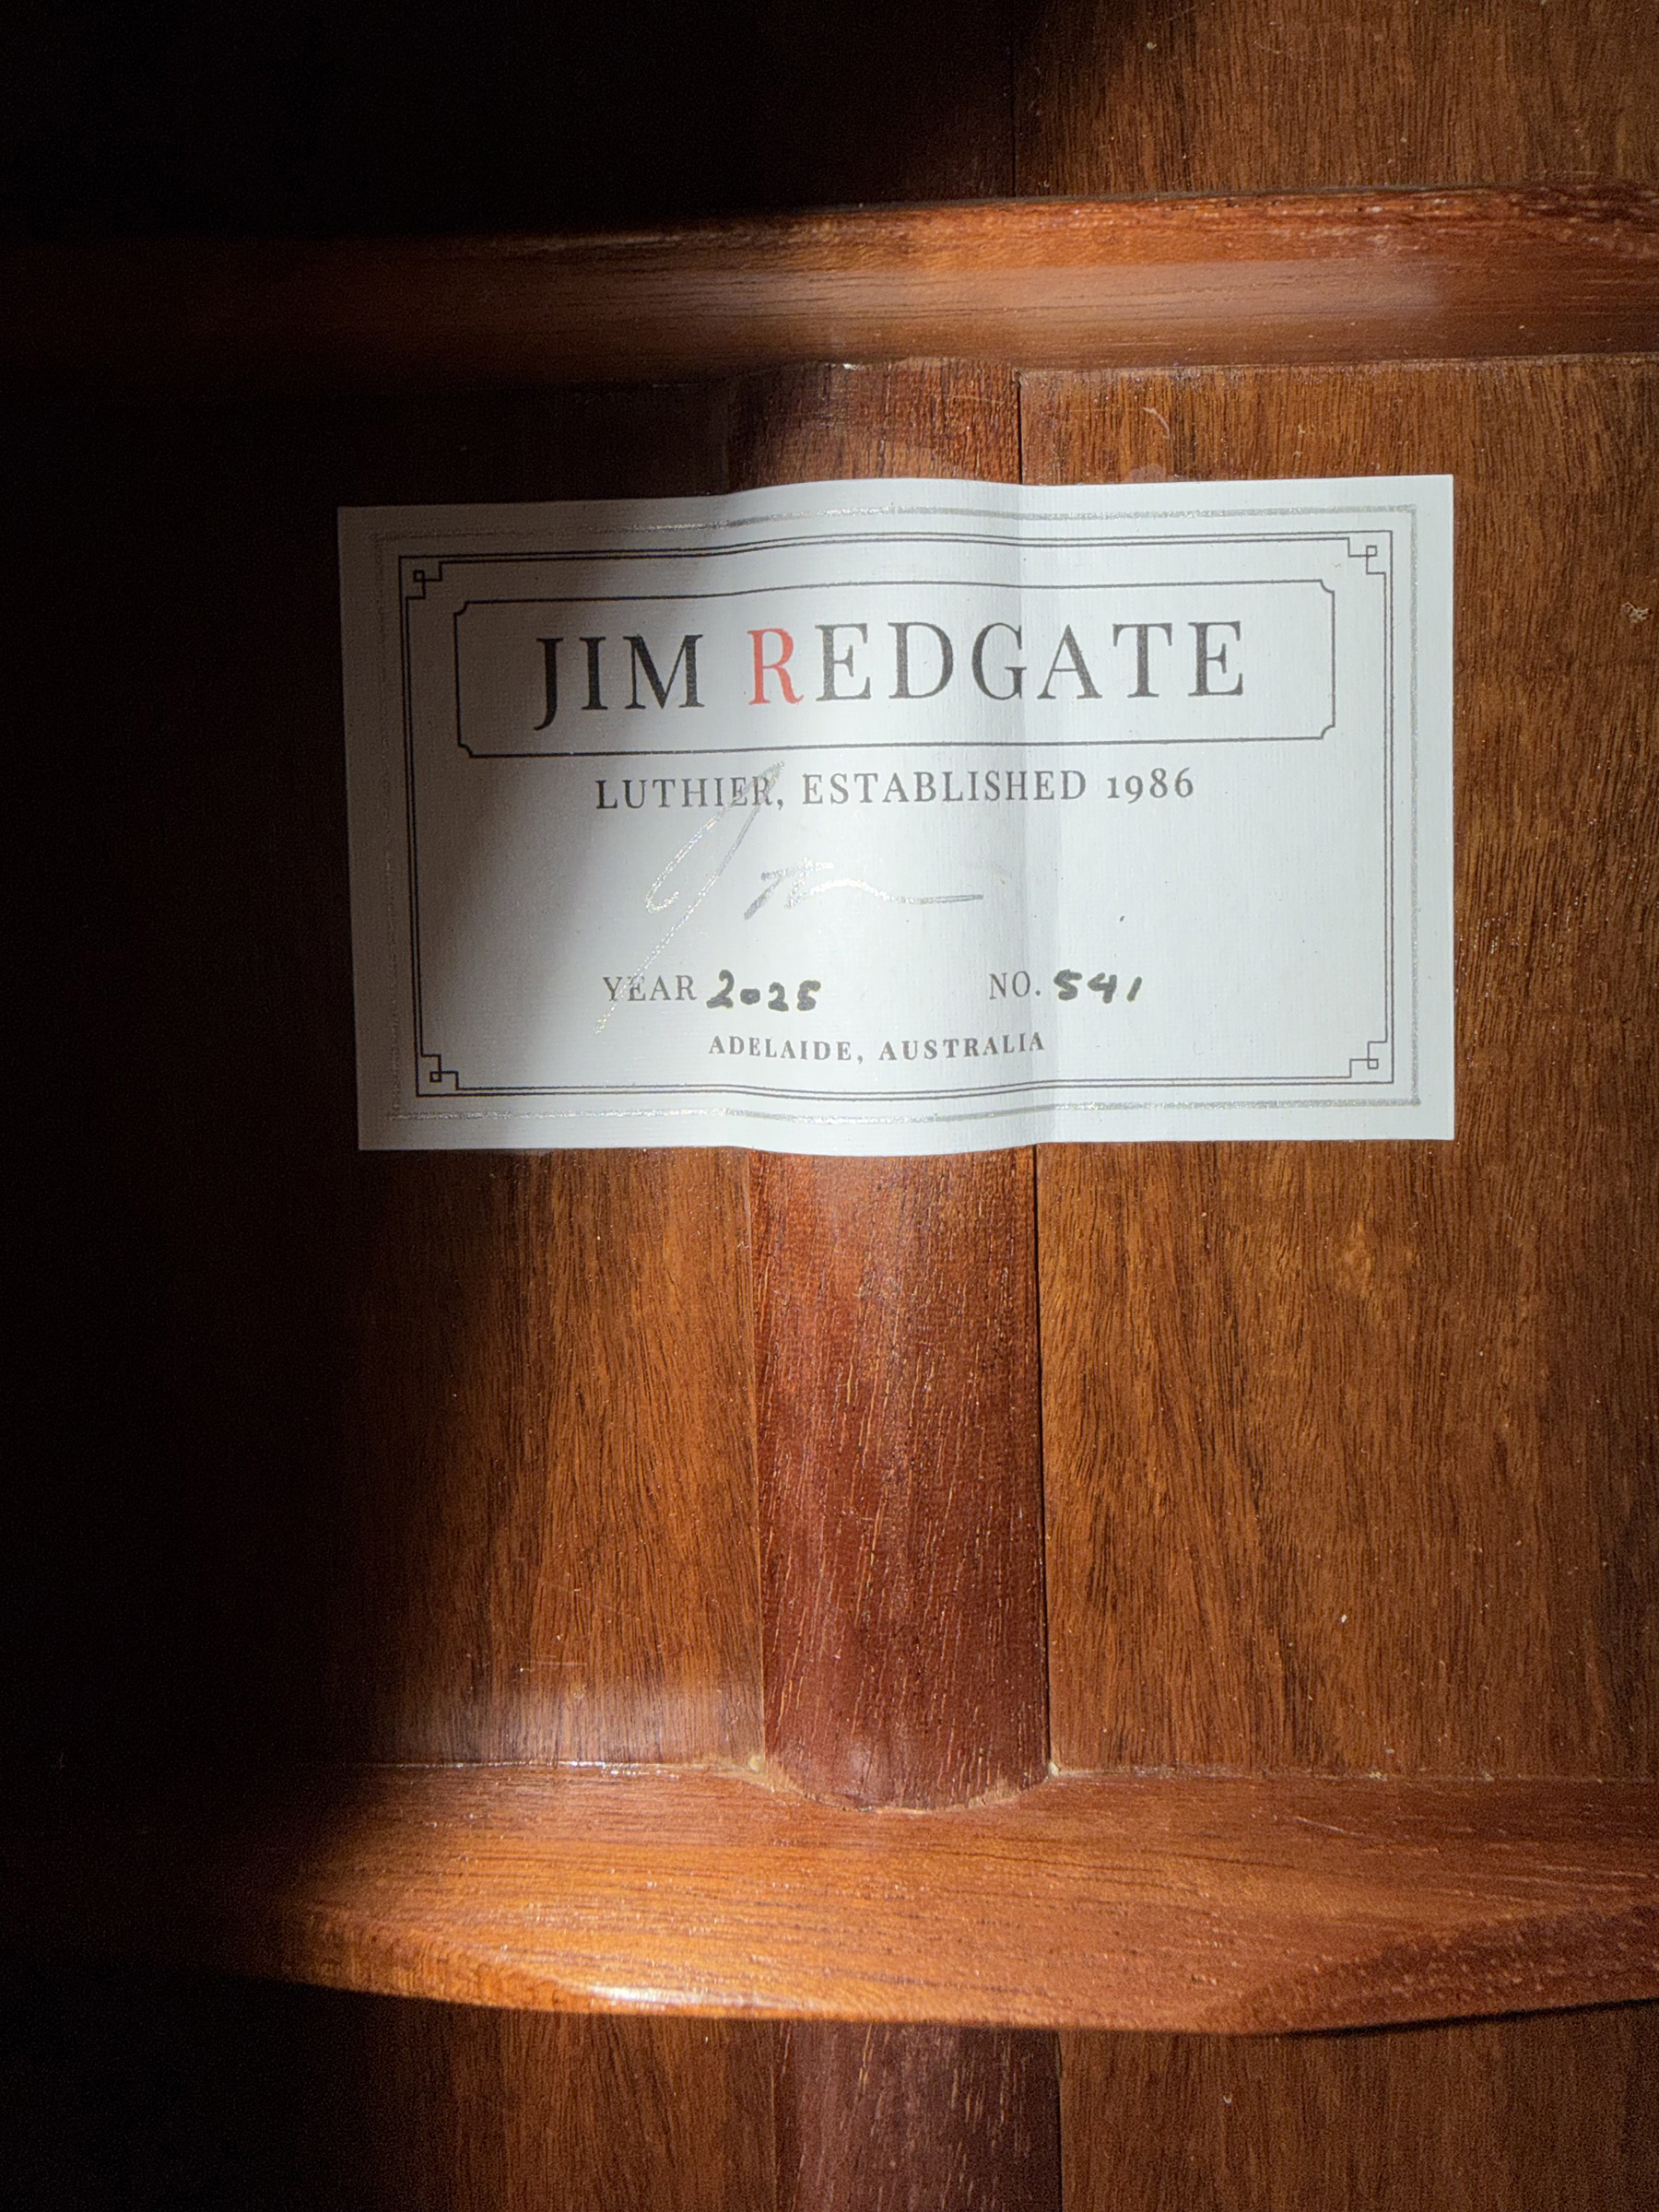 JIM REDGATE
LUTHIER, ESTABLISHED 1986
YEAR 2025 NO. 541
ADELAIDE, AUSTRALIA